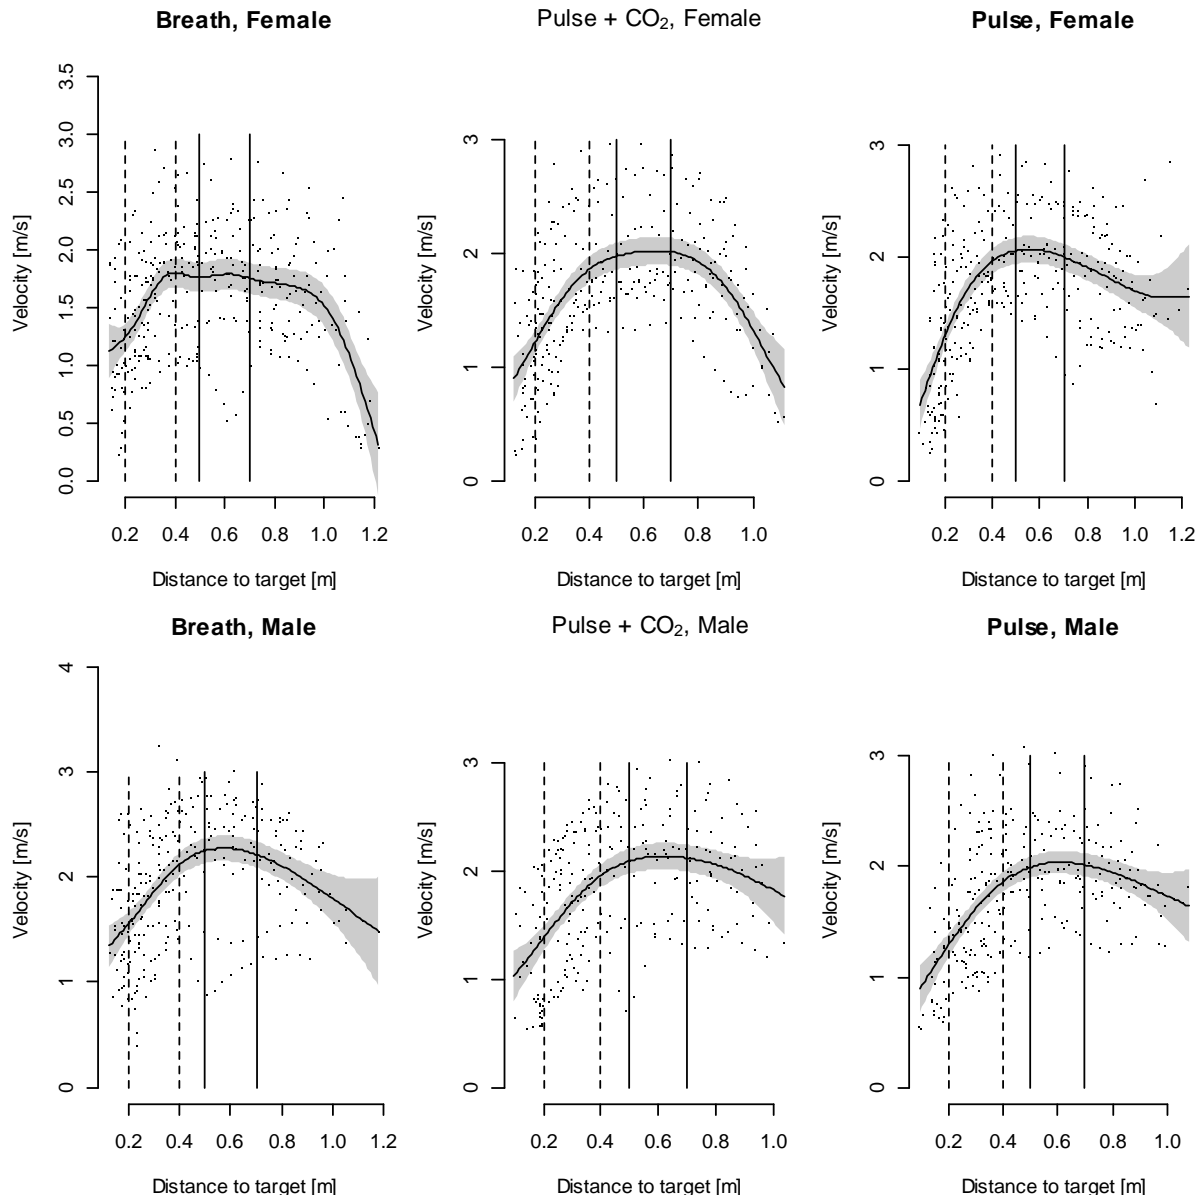 Breath, Female
Pulse + CO₂, Female
Pulse, Female
Velocity [m/s]
0.0 0.5 1.0 1.5 2.0 2.5 3.0 3.5
0.2 0.4 0.6 0.8 1.0 1.2
Distance to target [m]
Velocity [m/s]
0 1 2 3
0.2 0.4 0.6 0.8 1.0
Distance to target [m]
Velocity [m/s]
0 1 2 3
0.2 0.4 0.6 0.8 1.0 1.2
Distance to target [m]
Breath, Male
Pulse + CO₂, Male
Pulse, Male
Velocity [m/s]
0 1 2 3 4
0.2 0.4 0.6 0.8 1.0 1.2
Distance to target [m]
Velocity [m/s]
0 1 2 3
0.2 0.4 0.6 0.8 1.0
Distance to target [m]
Velocity [m/s]
0 1 2 3
0.2 0.4 0.6 0.8 1.0
Distance to target [m]